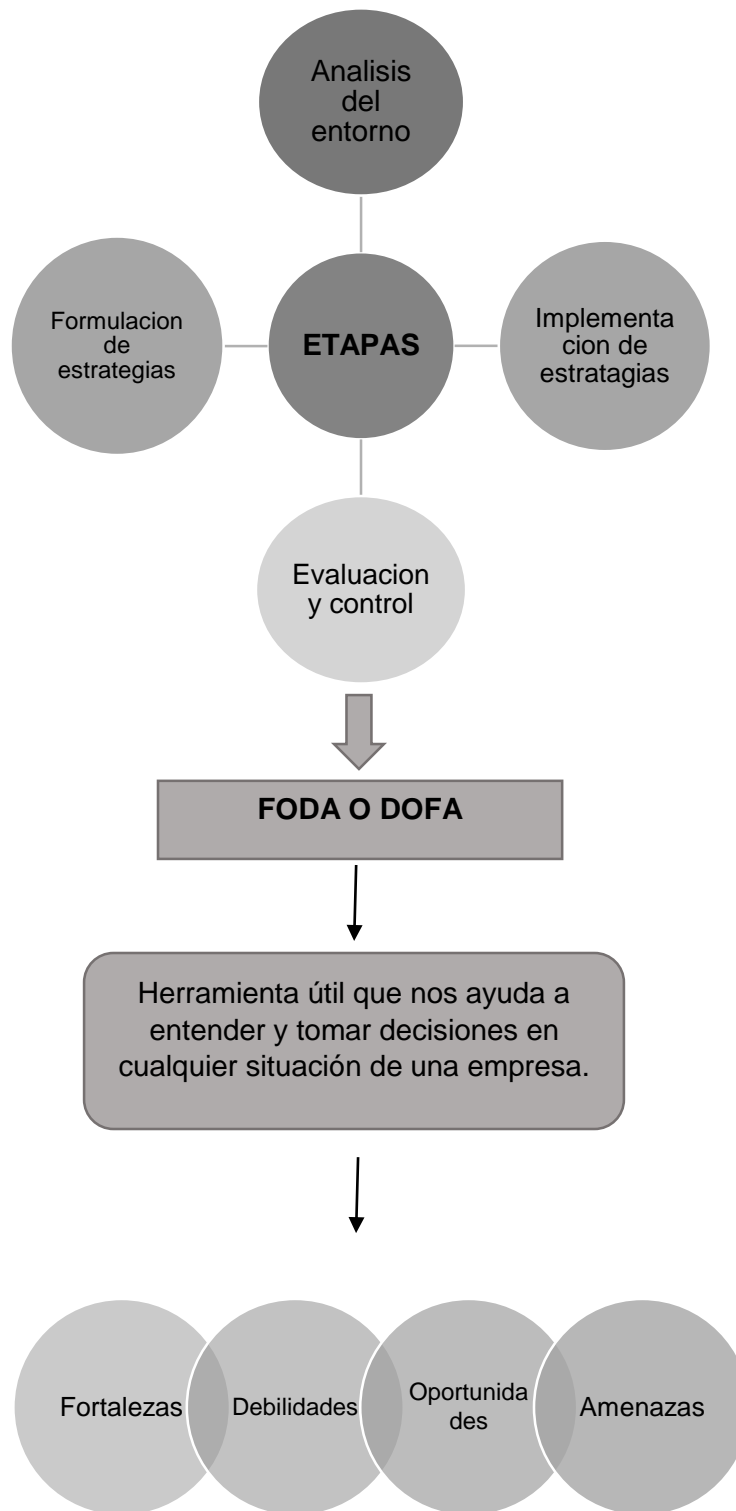 Analisis
del
entorno
Formulacion
de
estrategias
ETAPAS
Implementa
cion de
estratagias
Evaluacion
y control
FODA O DOFA
Herramienta útil que nos ayuda a
entender y tomar decisiones en
cualquier situación de una empresa.
Fortalezas
Debilidades
Oportunida
des
Amenazas